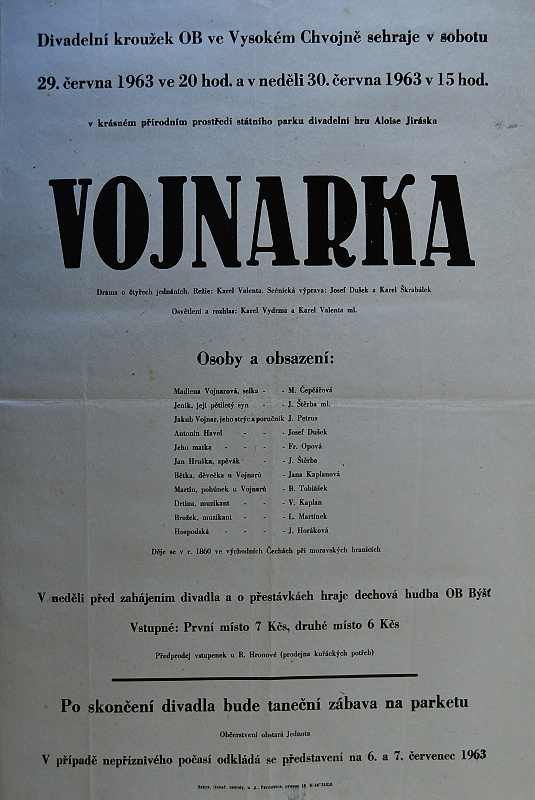 Divadelní kroužek OB ve Vysokém Chvojně sehraje v sobotu
29. června 1963 ve 20 hod. a v neděli 30. června 1963 v 15 hod.
v krásném přírodním prostředí státního parku divadelní hru Aloise Jiráska
VOJNARKA
Drama o čtyřech jednáních. Režie: Karel Valenta. Scénická výprava: Josef Dušek a Karel Škrabálek
Osvětlení a rozhlas: Karel Vydrma a Karel Valenta ml.
Osoby a obsazení:
Madlena Vojnarová, selka - - M. Čepčářová
Jeník, její pětiletý syn - - J. Štěrba ml.
Jakub Vojnar, jeho strýc a poručník J. Petrus
Antonín Havel - - Josef Dušek
Jeho matka - - - - Fr. Opová
Jan Hruška, zpěvák - - J. Štěrba
Bětka, děvečka u Vojnarů - - Jana Kaplanová
Martin, pohůnek u Vojnarů - - B. Tobiášek
Drtina, muzikant - - - V. Kaplan
Brožek, muzikant - - - L. Martínek
Hospodská - - - - J. Horáková
Děje se v r. 1860 ve východních Čechách při moravských hranicích
V neděli před zahájením divadla a o přestávkách hraje dechová hudba OB Býšť
Vstupné: První místo 7 Kčs, druhé místo 6 Kčs
Předprodej vstupenek u R. Hronové (prodejna kuřáckých potřeb)
Po skončení divadla bude taneční zábava na parketu
Občerstvení obstará Jednota
V případě nepříznivého počasí odkládá se představení na 6. a 7. červenec 1963